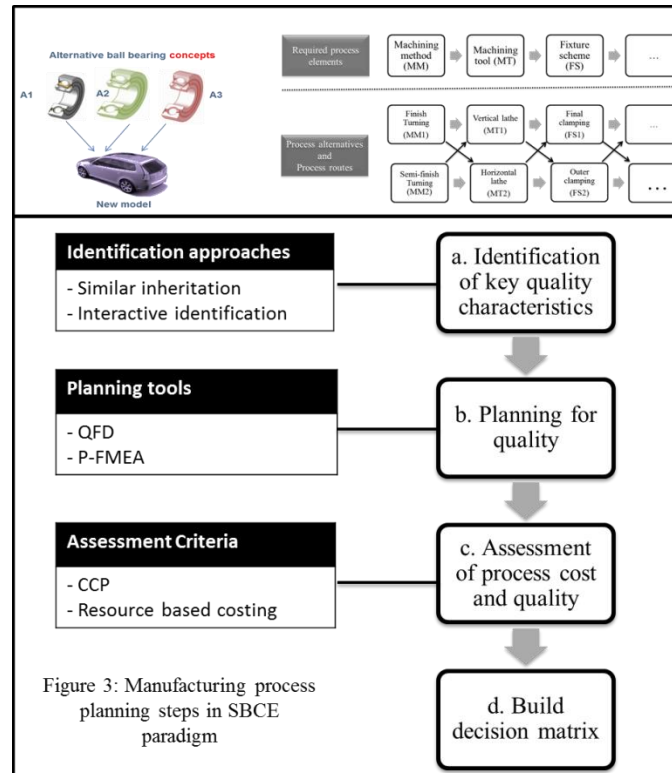 Alternative ball bearing concepts
A1
A2
A3
New model
Required process
elements
Machining
method
(MM)
Machining
tool (MT)
Fixture
scheme
(FS)
...
Process alternatives
and
Process routes
Finish
Tuming
(MM1)
Vertical lathe
(MT1)
Final
clamping
(FS1)
...
Semi-finish
Tuming
(MM2)
Horizontal
lathe
(MT2)
Outer
clamping
(FS2)
...
Identification approaches
- Similar inheritation
- Interactive identification
a. Identification
of key quality
characteristics
Planning tools
- QFD
- P-FMEA
b. Planning for
quality
Assessment Criteria
- CCP
- Resource based costing
c. Assessment
of process cost
and quality
Figure 3: Manufacturing process
planning steps in SBCE
paradigm
d. Build
decision matrix